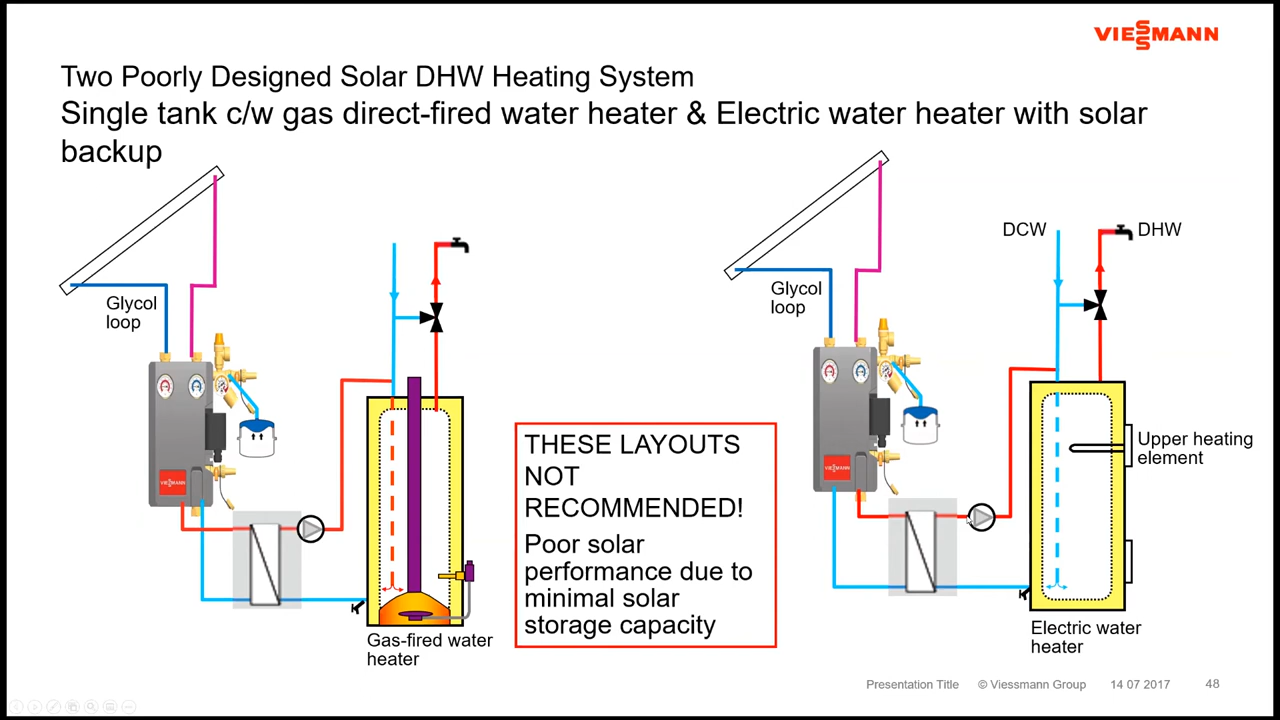 VIESSMANN
Two Poorly Designed Solar DHW Heating System
Single tank c/w gas direct-fired water heater & Electric water heater with solar
backup
Glycol
loop
VIESSMANN
Gas-fired water
heater
THESE LAYOUTS
NOT
RECOMMENDED!
Poor solar
performance due to
minimal solar
storage capacity
DCW
DHW
Glycol
loop
VIESSMANN
Upper heating
element
Electric water
heater
Presentation Title © Viessmann Group 14 07 2017 48